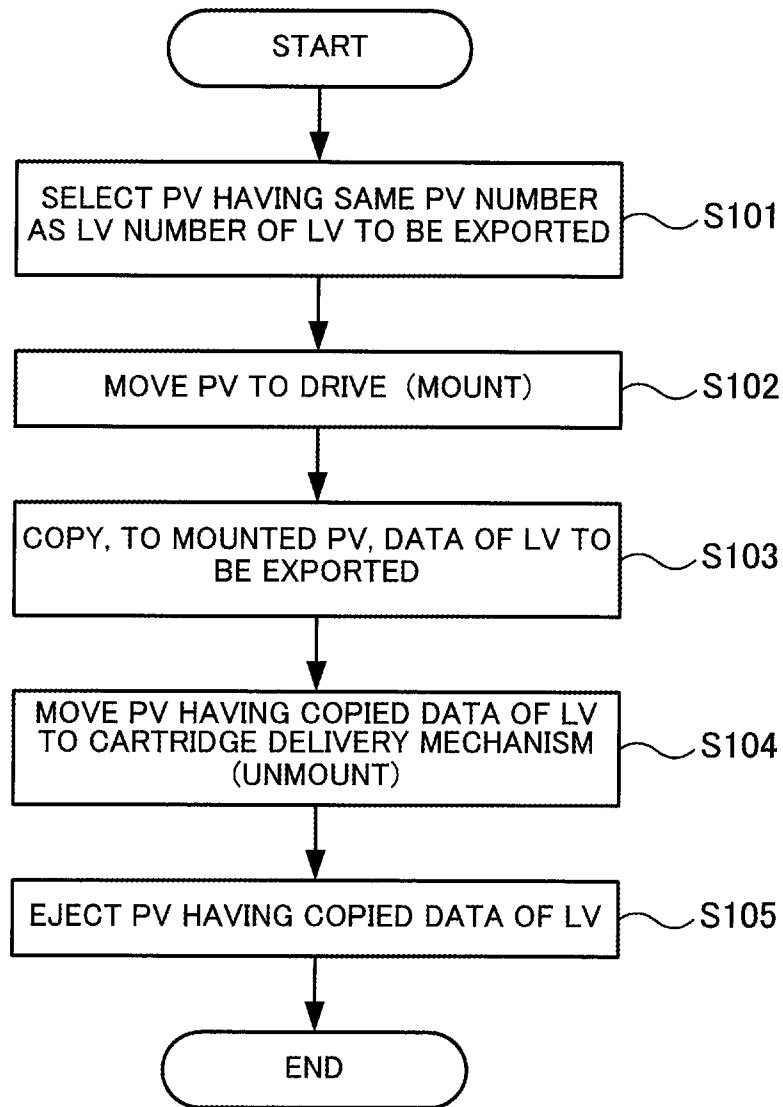 START
SELECT PV HAVING SAME PV NUMBER
AS LV NUMBER OF LV TO BE EXPORTED
S101
MOVE PV TO DRIVE (MOUNT)
S102
COPY, TO MOUNTED PV, DATA OF LV TO
BE EXPORTED
S103
MOVE PV HAVING COPIED DATA OF LV
TO CARTRIDGE DELIVERY MECHANISM
(UNMOUNT)
S104
EJECT PV HAVING COPIED DATA OF LV
S105
END